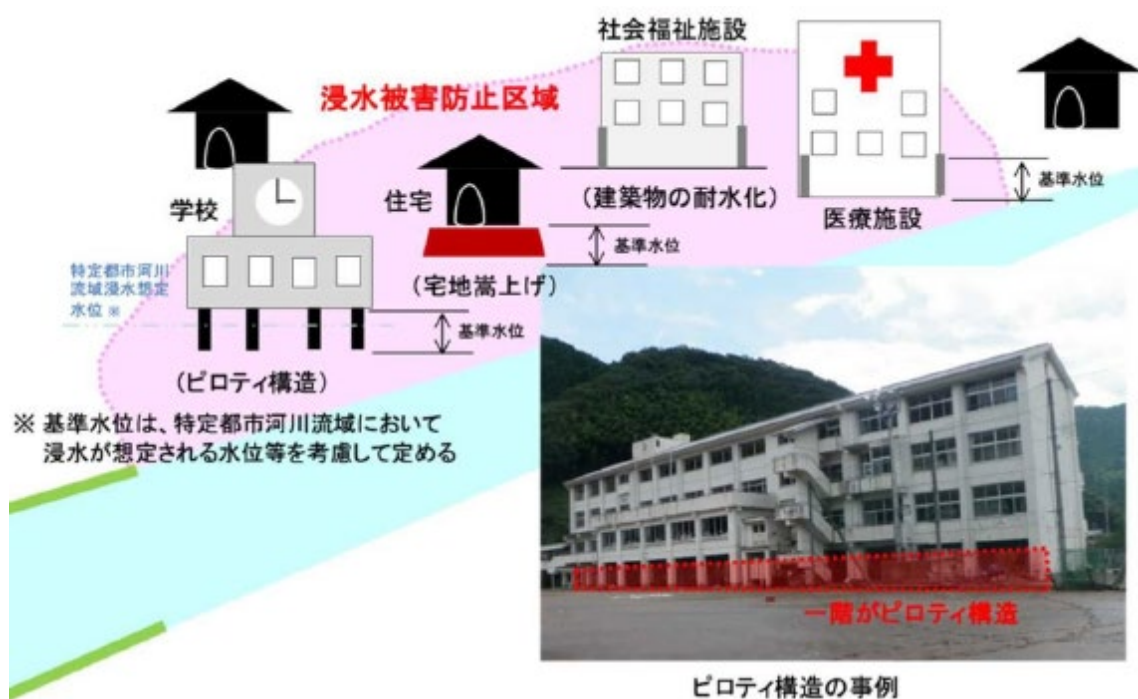 社会福祉施設
浸水被害防止区域
学校
住宅
(建築物の耐水化)
医療施設
基準水位
基準水位
(宅地嵩上げ)
特定都市河川
流域浸水想定
水位 ※
基準水位
(ピロティ構造)
※ 基準水位は、特定都市河川流域において
浸水が想定される水位等を考慮して定める
一階がピロティ構造
ピロティ構造の事例